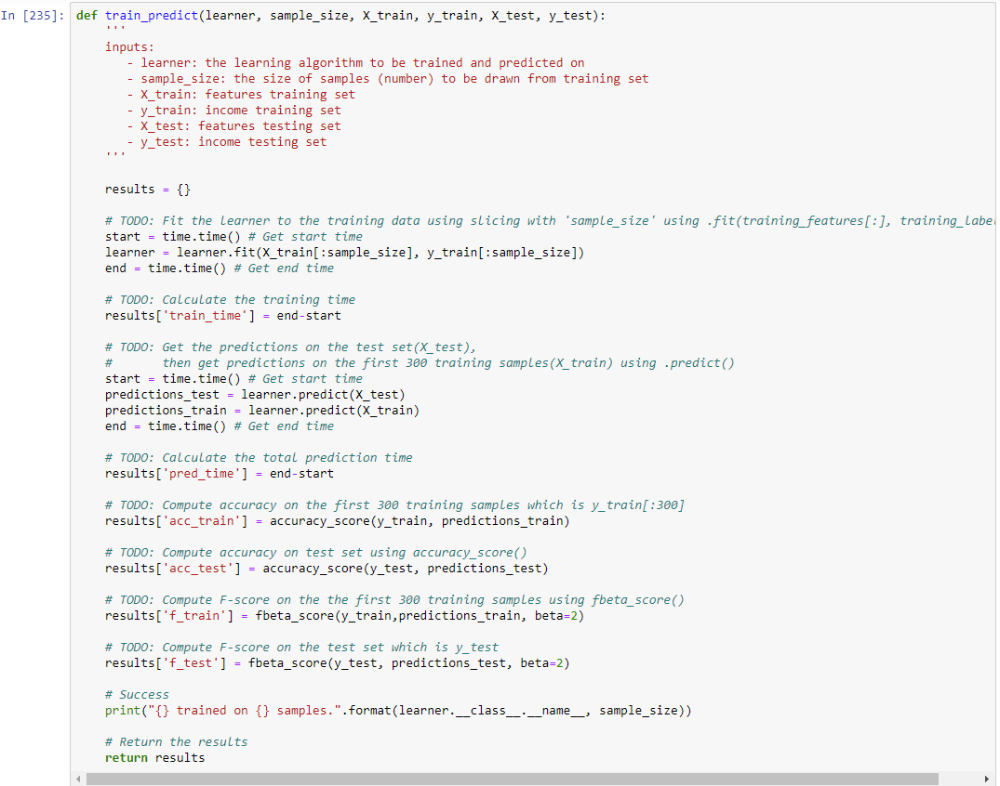 In [235]: def train_predict(learner, sample_size, X_train, y_train, X_test, y_test):
'''
inputs:
- learner: the learning algorithm to be trained and predicted on
- sample_size: the size of samples (number) to be drawn from training set
- X_train: features training set
- y_train: income training set
- X_test: features testing set
- y_test: income testing set
'''
results = {}
# TODO: Fit the learner to the training data using slicing with 'sample_size' using .fit(training_features[:], training_label
start = time.time() # Get start time
learner = learner.fit(X_train[:sample_size], y_train[:sample_size])
end = time.time() # Get end time
# TODO: Calculate the training time
results['train_time'] = end-start
# TODO: Get the predictions on the test set(X_test),
# then get predictions on the first 300 training samples(X_train) using .predict()
start = time.time() # Get start time
predictions_test = learner.predict(X_test)
predictions_train = learner.predict(X_train)
end = time.time() # Get end time
# TODO: Calculate the total prediction time
results['pred_time'] = end-start
# TODO: Compute accuracy on the first 300 training samples which is y_train[:300]
results['acc_train'] = accuracy_score(y_train, predictions_train)
# TODO: Compute accuracy on test set using accuracy_score()
results['acc_test'] = accuracy_score(y_test, predictions_test)
# TODO: Compute F-score on the the first 300 training samples using fbeta_score()
results['f_train'] = fbeta_score(y_train,predictions_train, beta=2)
# TODO: Compute F-score on the test set which is y_test
results['f_test'] = fbeta_score(y_test, predictions_test, beta=2)
# Success
print("{} trained on {} samples.".format(learner.__class__.__name__, sample_size))
# Return the results
return results